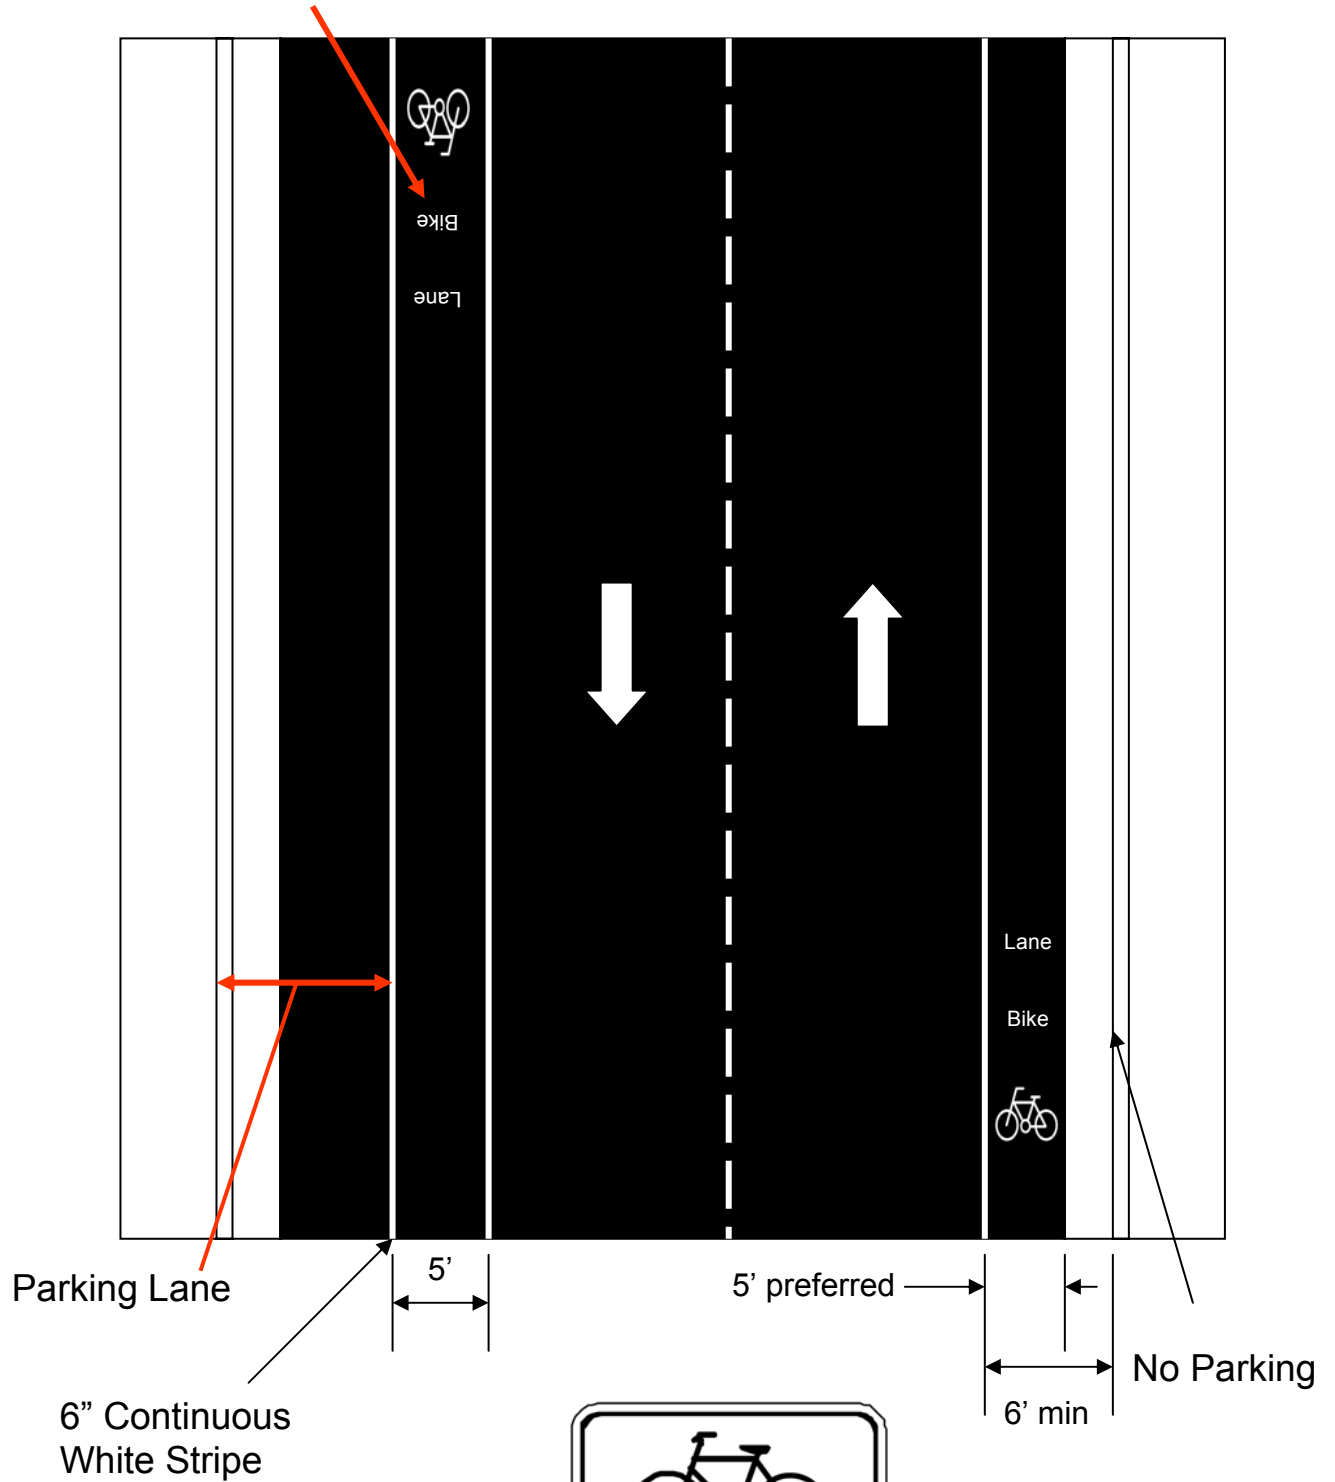 Bike
Lane
Lane
Bike
Parking Lane
5’
5’ preferred
No Parking
6’ min
6” Continuous
White Stripe